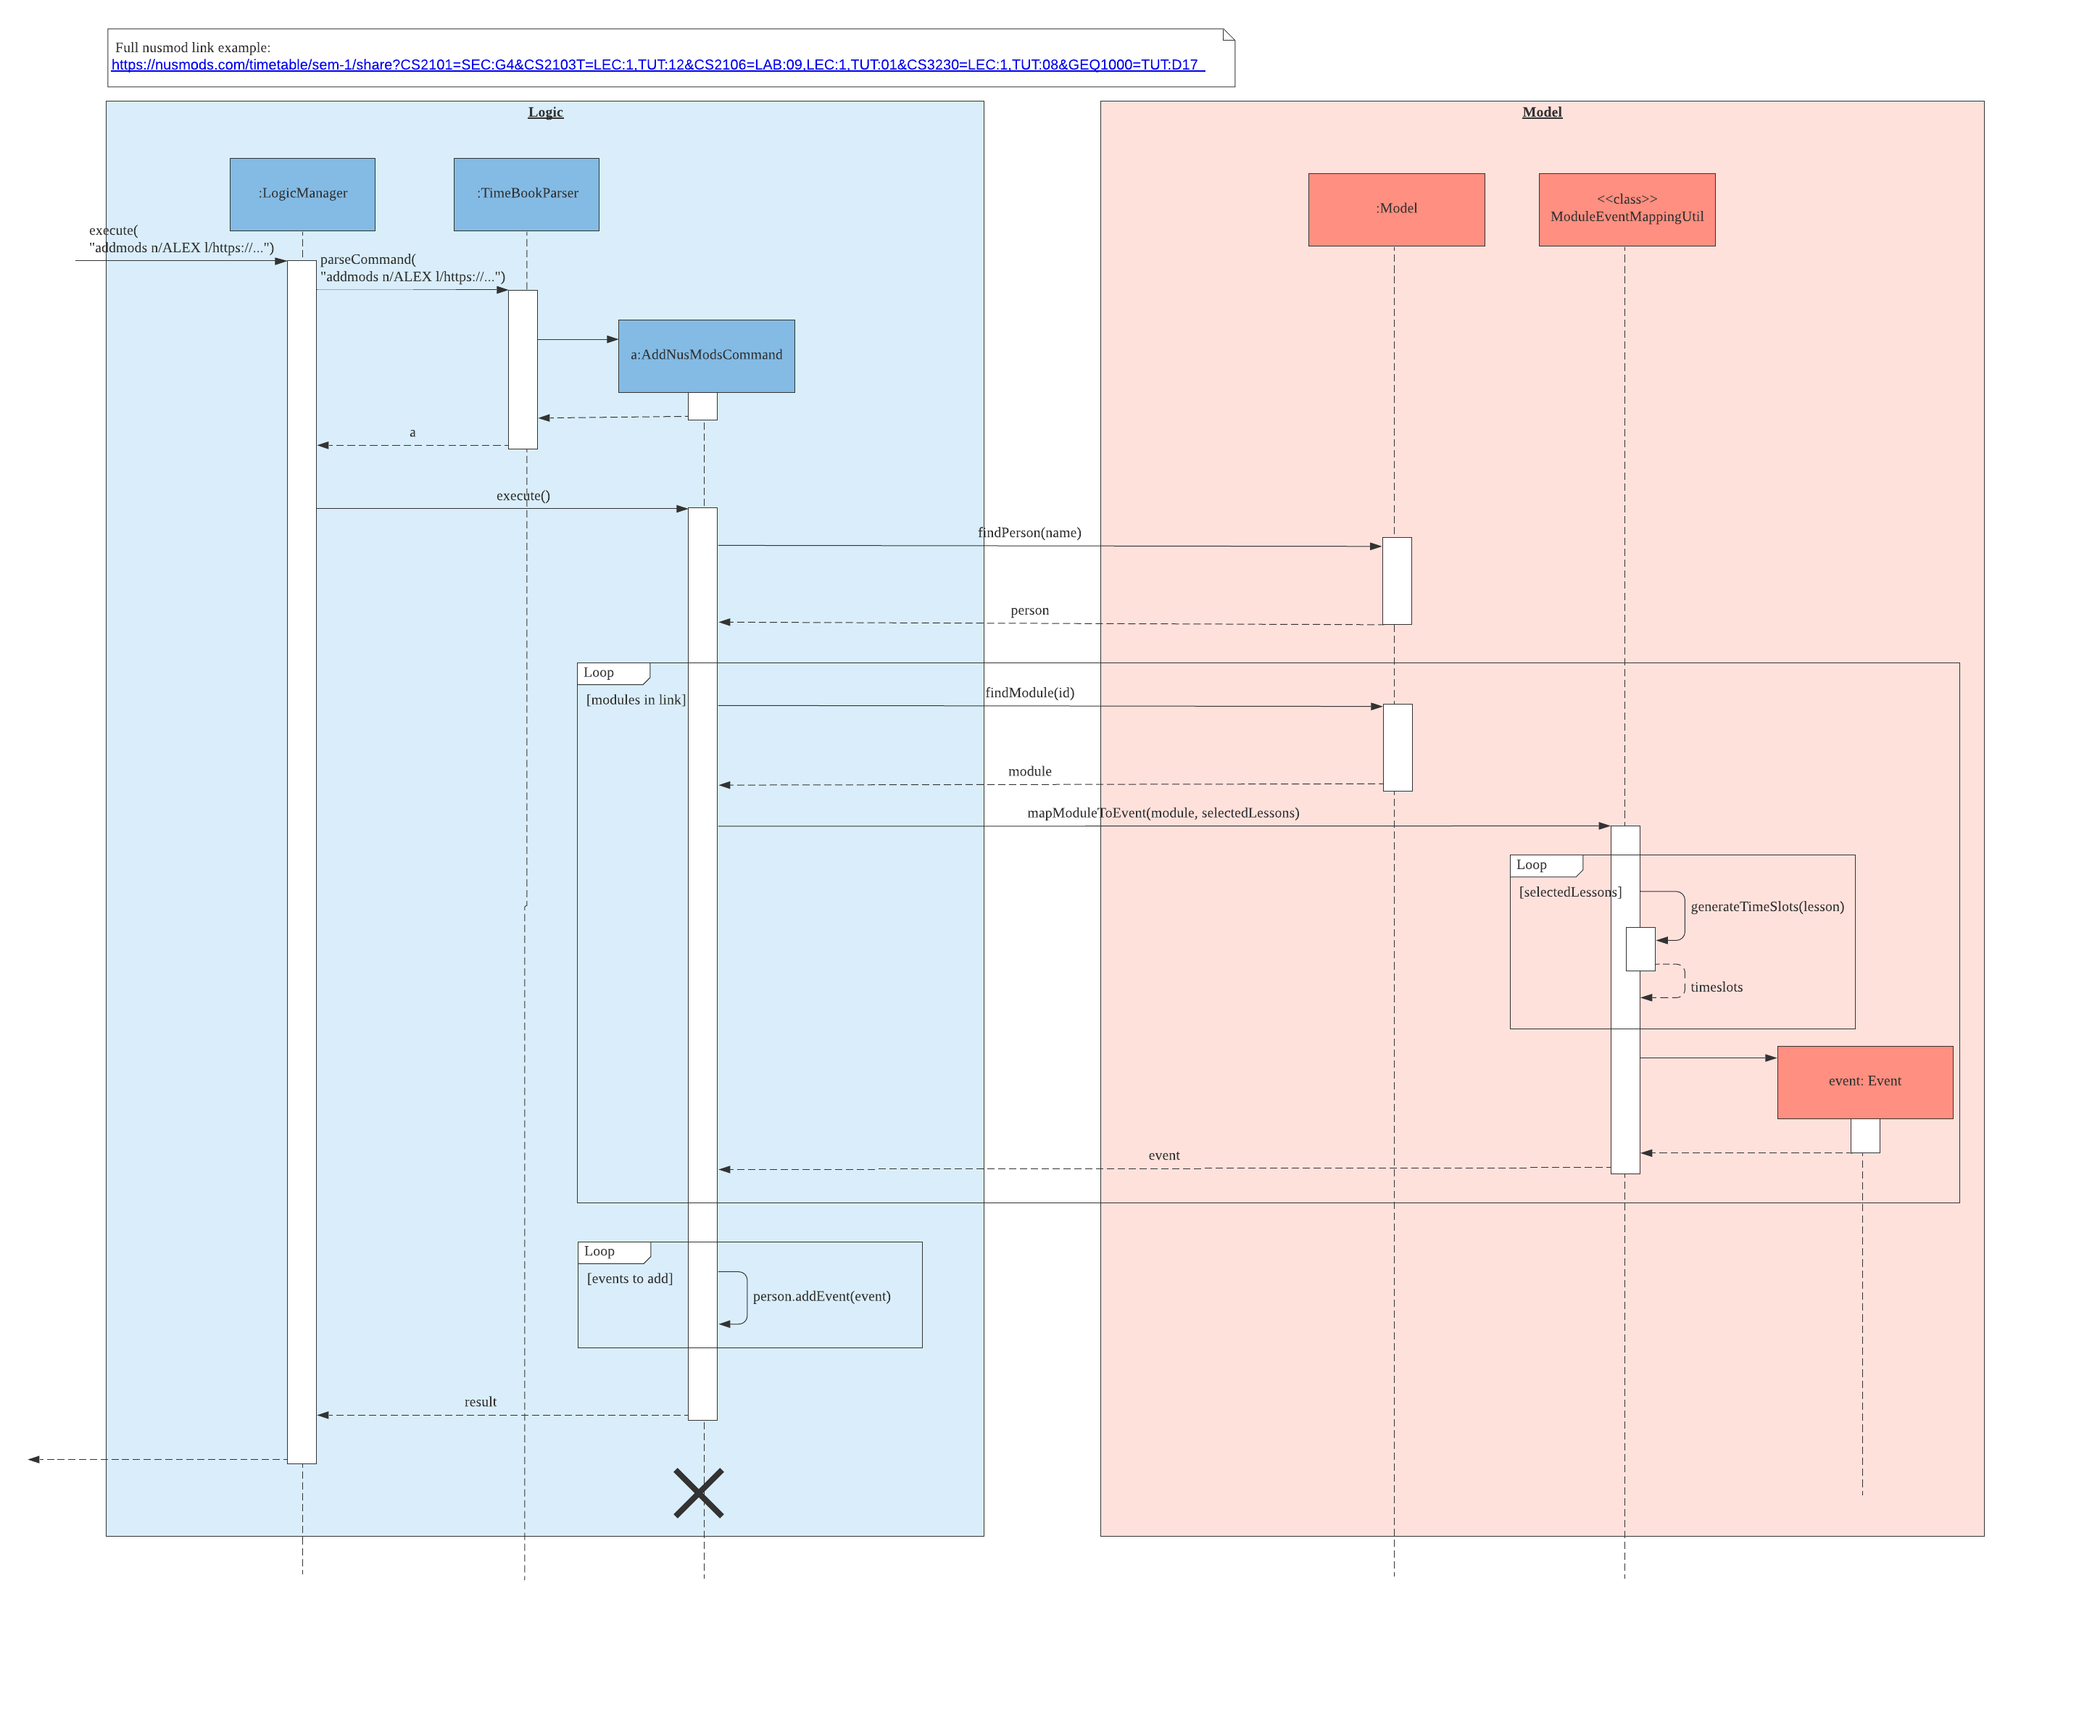 Full nusmod link example:
https://nusmods.com/timetable/sem-1/share?CS2101=SEC:G4&CS2103T=LEC:1,TUT:12&CS2106=LAB:09,LEC:1,TUT:01&CS3230=LEC:1,TUT:08&GEQ1000=TUT:D17
Logic
Model
:LogicManager
:TimeBookParser
:Model
<<class>>
ModuleEventMappingUtil
execute(
"addmods n/ALEX l/https://...")
parseCommand(
"addmods n/ALEX l/https://...")
a:AddNusModsCommand
a
execute()
findPerson(name)
person
Loop
[modules in link]
findModule(id)
module
mapModuleToEvent(module, selectedLessons)
Loop
[selectedLessons]
generateTimeSlots(lesson)
timeslots
event: Event
event
Loop
[events to add]
person.addEvent(event)
result